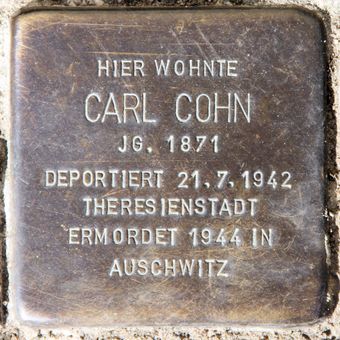 HIER WOHNTE
CARL COHN
JG. 1871
DEPORTIERT 21.7.1942
THERESIENSTADT
ERMORDET 1944 IN
AUSCHWITZ